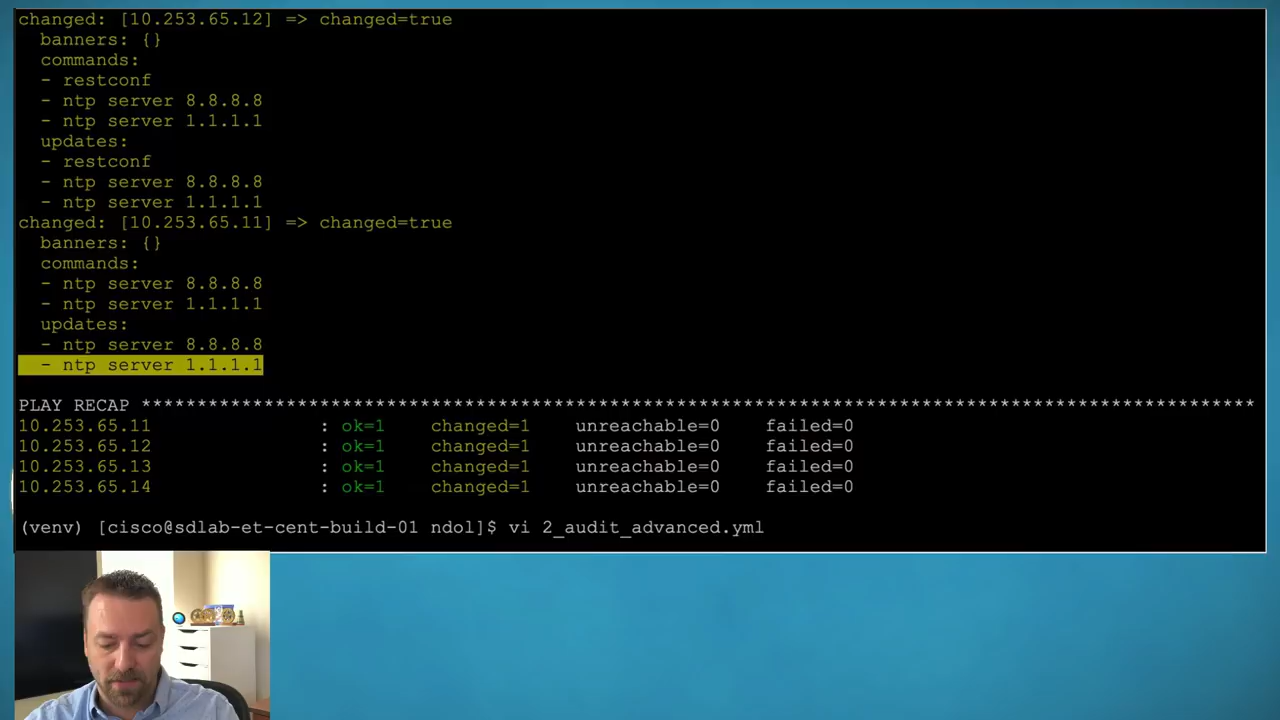 changed: [10.253.65.12] => changed=true
banners: {}
commands:
- restconf
- ntp server 8.8.8.8
- ntp server 1.1.1.1
updates:
- restconf
- ntp server 8.8.8.8
- ntp server 1.1.1.1
changed: [10.253.65.11] => changed=true
banners: {}
commands:
- ntp server 8.8.8.8
- ntp server 1.1.1.1
updates:
- ntp server 8.8.8.8
- ntp server 1.1.1.1
PLAY RECAP ****************************************************************************************************
10.253.65.11 : ok=1 changed=1 unreachable=0 failed=0
10.253.65.12 : ok=1 changed=1 unreachable=0 failed=0
10.253.65.13 : ok=1 changed=1 unreachable=0 failed=0
10.253.65.14 : ok=1 changed=1 unreachable=0 failed=0
(venv) [cisco@sdlab-et-cent-build-01 ndol]$ vi 2_audit_advanced.yml